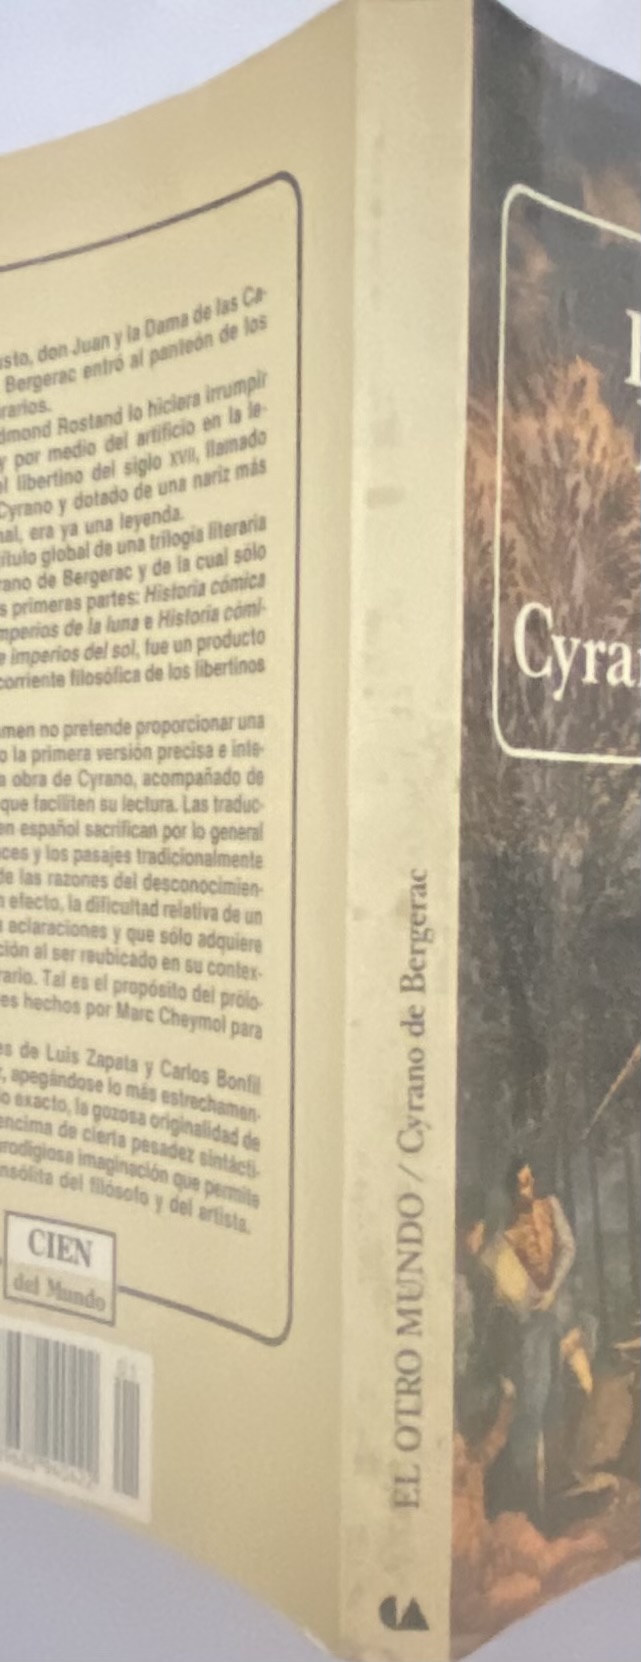 usto, don Juan y la Dama de las Ca-
Bergerac entró al panteón de los
rarios.
dmond Rostand lo hiciera irrumpir
y por medio del artificio en la le-
el libertino del siglo XVII, llamado
Cyrano y dotado de una nariz más
nal, era ya una leyenda.
título global de una trilogía literaria
rano de Bergerac y de la cual sólo
s primeras partes: Historia cómica
mperios de la luna e Historia cómi-
e imperios del sol, fue un producto
corriente filosófica de los libertinos
men no pretende proporcionar una
o la primera versión precisa e inte-
a obra de Cyrano, acompañado de
que faciliten su lectura. Las traduc-
en español sacrifican por lo general
ces y los pasajes tradicionalmente
de las razones del desconocimien-
n efecto, la dificultad relativa de un
aclaraciones y que sólo adquiere
ción al ser reubicado en su contex-
rario. Tal es el propósito del prólo-
es hechos por Marc Cheymol para
es de Luis Zapata y Carlos Bonfil
, apegándose lo más estrechamen-
o exacto, la gozosa originalidad de
encima de cierta pesadez sintácti-
prodigiosa imaginación que permite
nsólita del filósofo y del artista.
CIEN
del Mundo
EL OTRO MUNDO / Cyrano de Bergerac
Cyra